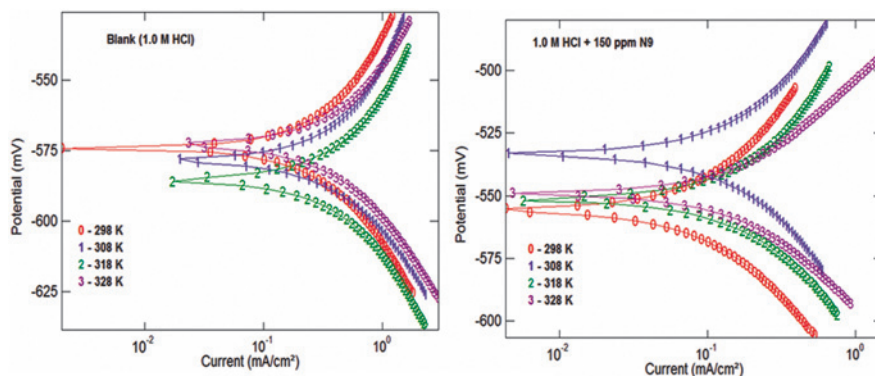 Blank (1.0 M HCl)
Potential (mV)
-550
-575
-600
-625
0 - 298 K
1 - 308 K
2 - 318 K
3 - 328 K
10⁻²
10⁻¹
10⁰
Current (mA/cm²)
1.0 M HCl + 150 ppm N9
Potential (mV)
-500
-525
-550
-575
-600
0 - 298 K
1 - 308 K
2 - 318 K
3 - 328 K
10⁻²
10⁻¹
10⁰
Current (mA/cm²)